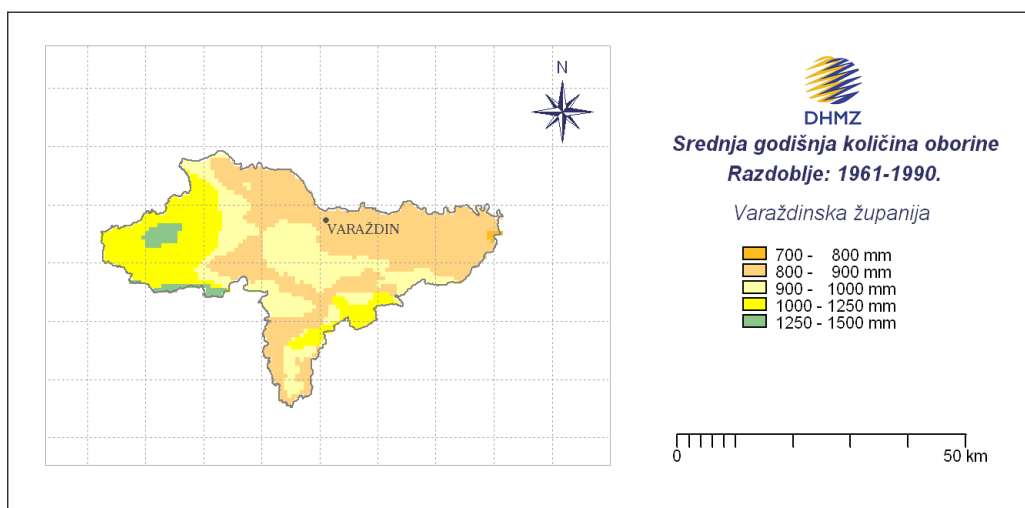 N
VARAŽDIN
DHMZ
Srednja godišnja količina oborine
Razdoblje: 1961-1990.
Varaždinska županija
700 - 800 mm
800 - 900 mm
900 - 1000 mm
1000 - 1250 mm
1250 - 1500 mm
0 50 km